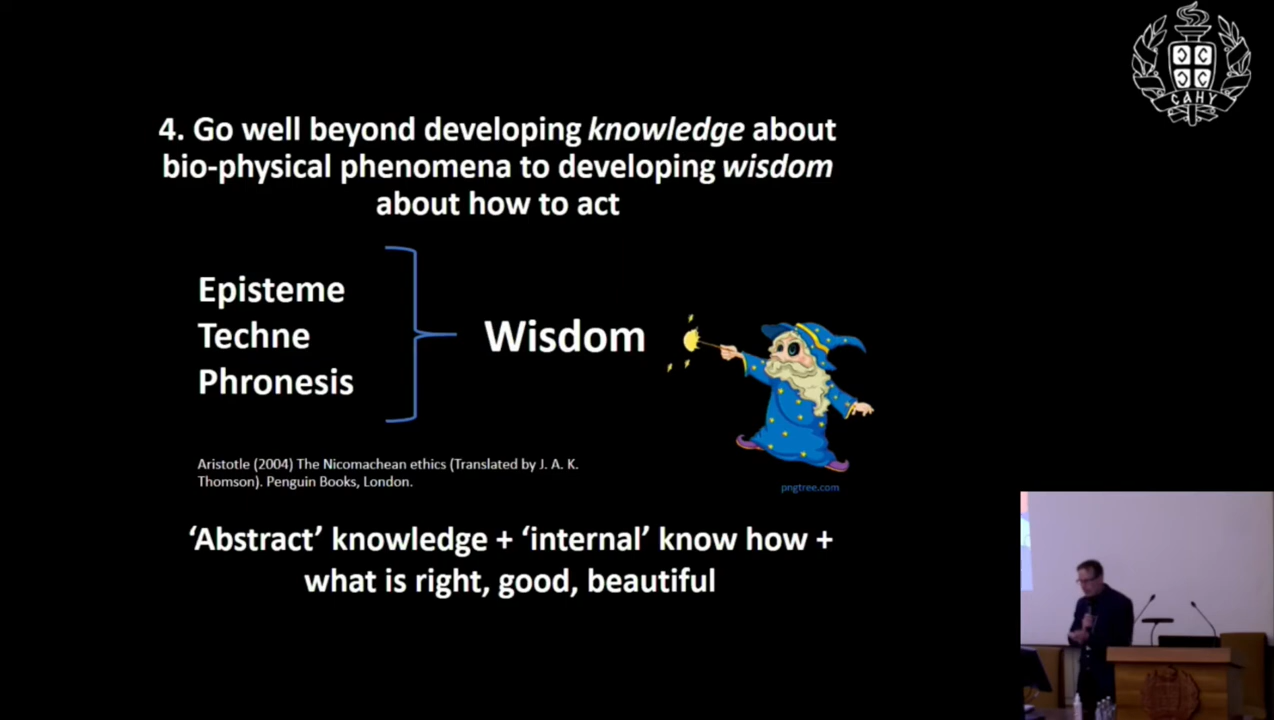 САНУ
4. Go well beyond developing knowledge about
bio-physical phenomena to developing wisdom
about how to act
Episteme
Techne
Phronesis
Wisdom
Aristotle (2004) The Nicomachean ethics (Translated by J. A. K.
Thomson). Penguin Books, London.
pngtree.com
‘Abstract’ knowledge + ‘internal’ know how +
what is right, good, beautiful